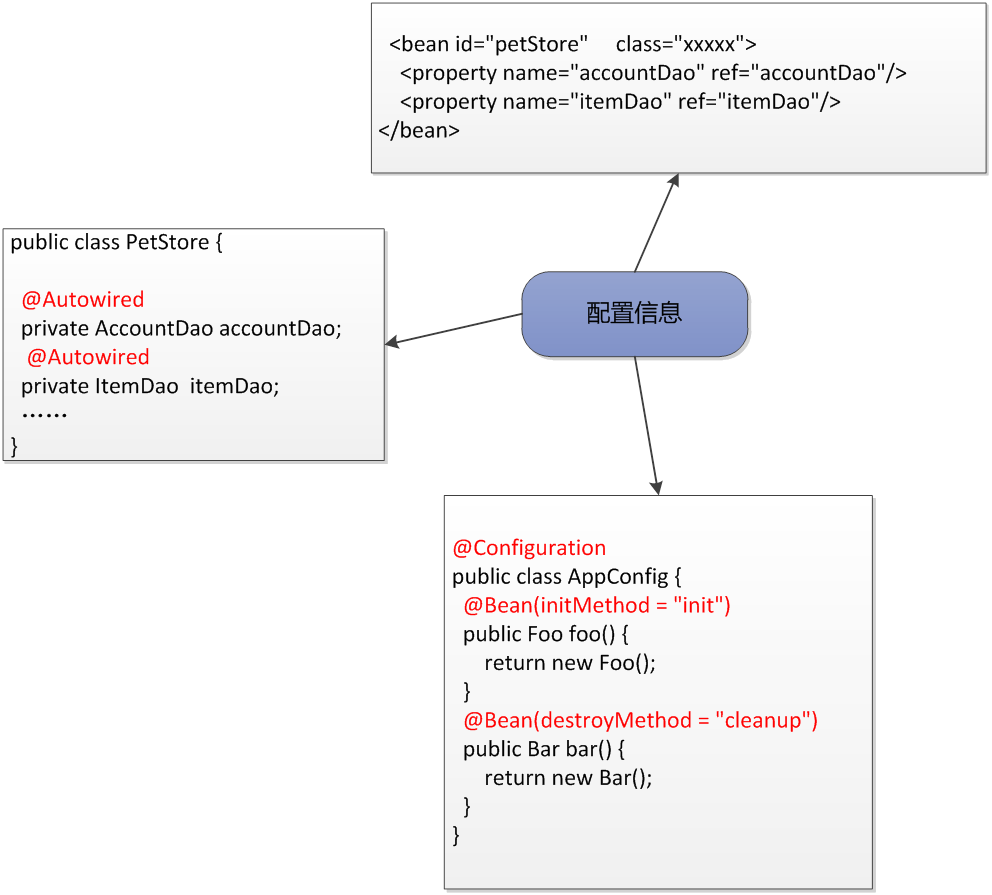 <bean id="petStore"     class="xxxxx">
<property name="accountDao" ref="accountDao"/>
<property name="itemDao" ref="itemDao"/>
</bean>
public class PetStore {
@Autowired
private AccountDao accountDao;
@Autowired
private ItemDao  itemDao;
……
}
配置信息
@Configuration
public class AppConfig {
@Bean(initMethod = "init")
public Foo foo() {
return new Foo();
}
@Bean(destroyMethod = "cleanup")
public Bar bar() {
return new Bar();
}
}